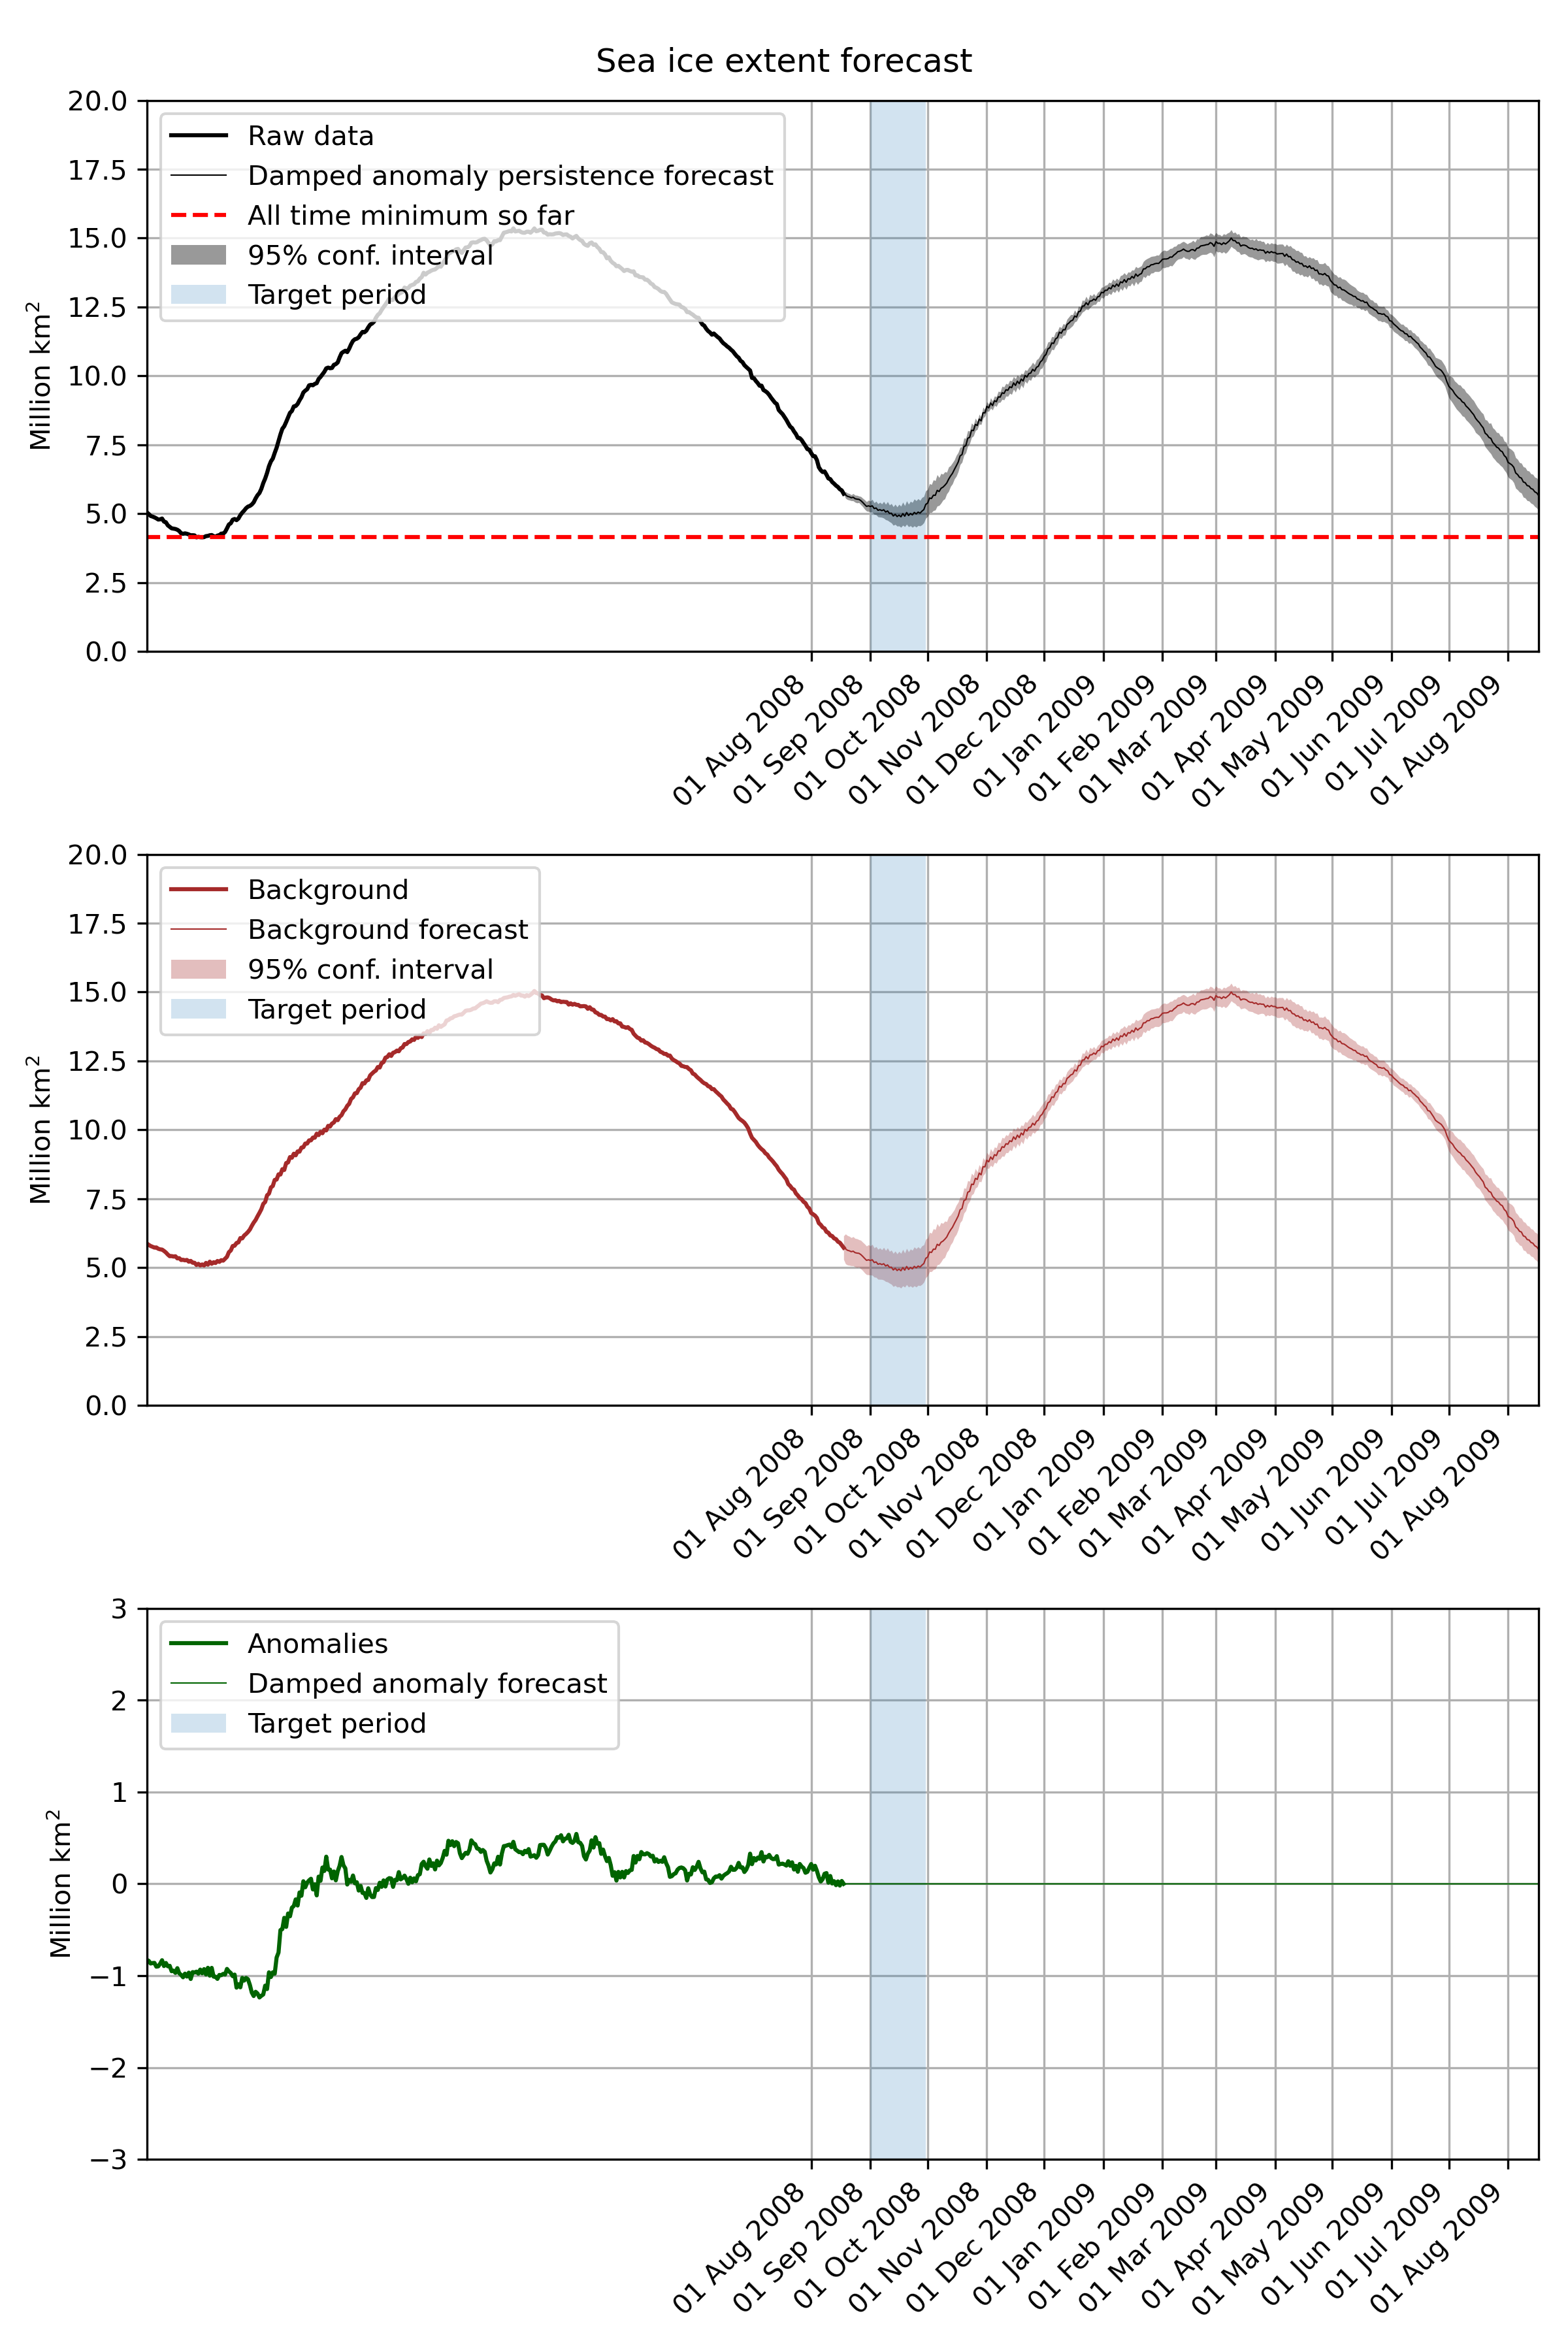 Sea ice extent forecast
20.0
17.5
15.0
12.5
10.0
7.5
5.0
2.5
0.0
Million km²
Raw data
Damped anomaly persistence forecast
All time minimum so far
95% conf. interval
Target period
01 Aug 2008
01 Sep 2008
01 Oct 2008
01 Nov 2008
01 Dec 2008
01 Jan 2009
01 Feb 2009
01 Mar 2009
01 Apr 2009
01 May 2009
01 Jun 2009
01 Jul 2009
01 Aug 2009
20.0
17.5
15.0
12.5
10.0
7.5
5.0
2.5
0.0
Million km²
Background
Background forecast
95% conf. interval
Target period
01 Aug 2008
01 Sep 2008
01 Oct 2008
01 Nov 2008
01 Dec 2008
01 Jan 2009
01 Feb 2009
01 Mar 2009
01 Apr 2009
01 May 2009
01 Jun 2009
01 Jul 2009
01 Aug 2009
3
2
1
0
−1
−2
−3
Million km²
Anomalies
Damped anomaly forecast
Target period
01 Aug 2008
01 Sep 2008
01 Oct 2008
01 Nov 2008
01 Dec 2008
01 Jan 2009
01 Feb 2009
01 Mar 2009
01 Apr 2009
01 May 2009
01 Jun 2009
01 Jul 2009
01 Aug 2009